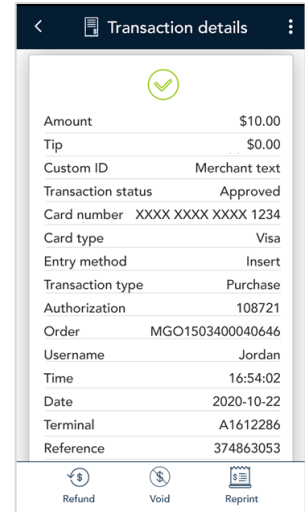 Transaction details
Amount $10.00
Tip $0.00
Custom ID Merchant text
Transaction status Approved
Card number XXXX XXXX XXXX 1234
Card type Visa
Entry method Insert
Transaction type Purchase
Authorization 108721
Order MGO1503400040646
Username Jordan
Time 16:54:02
Date 2020-10-22
Terminal A1612286
Reference 374863053
Refund Void Reprint